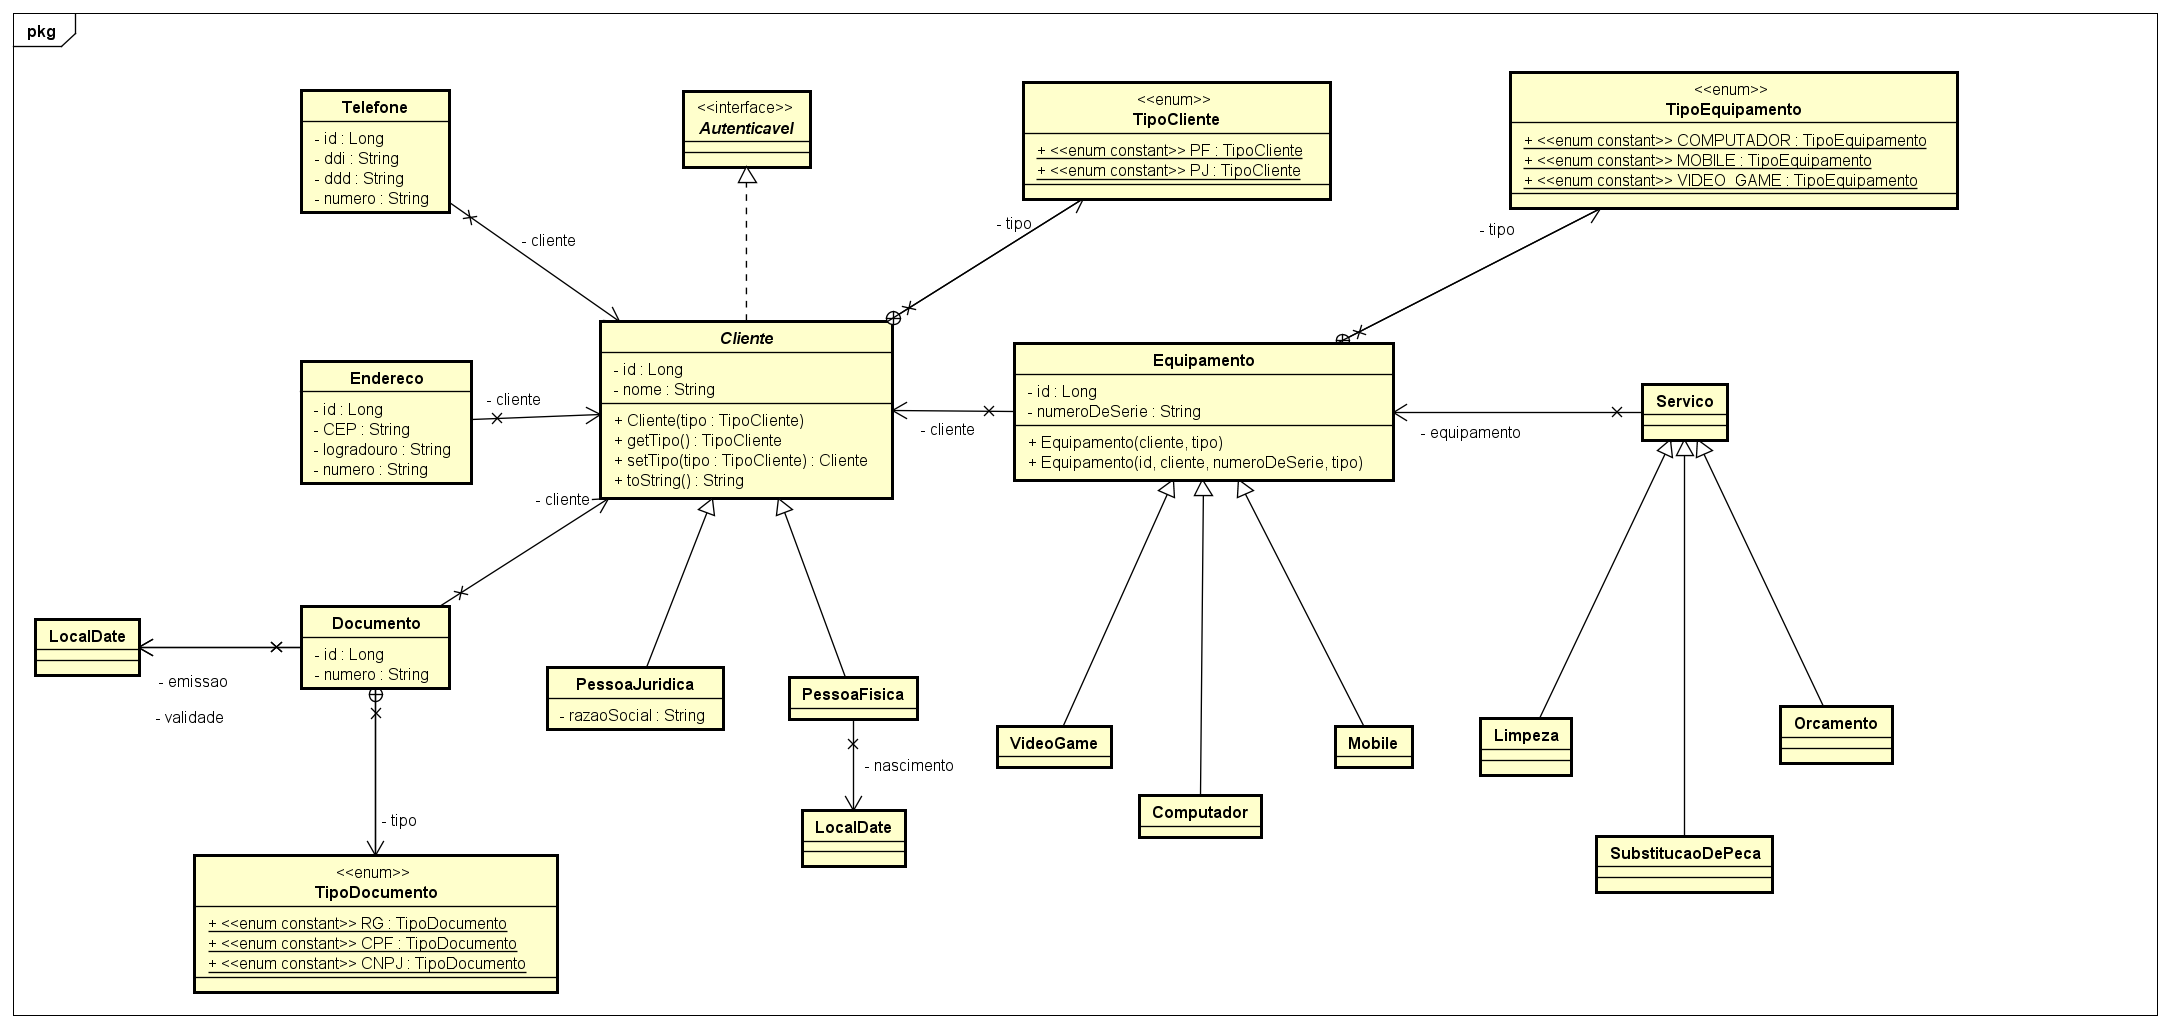 pkg
Telefone
- id : Long
- ddi : String
- ddd : String
- numero : String
<<interface>>
Autenticavel
<<enum>>
TipoCliente
+ <<enum constant>> PF : TipoCliente
+ <<enum constant>> PJ : TipoCliente
<<enum>>
TipoEquipamento
+ <<enum constant>> COMPUTADOR : TipoEquipamento
+ <<enum constant>> MOBILE : TipoEquipamento
+ <<enum constant>> VIDEO_GAME : TipoEquipamento
- cliente
- tipo
- tipo
Cliente
- id : Long
- nome : String
+ Cliente(tipo : TipoCliente)
+ getTipo() : TipoCliente
+ setTipo(tipo : TipoCliente) : Cliente
+ toString() : String
Endereco
- id : Long
- CEP : String
- logradouro : String
- numero : String
- cliente
Equipamento
- id : Long
- numeroDeSerie : String
+ Equipamento(cliente, tipo)
+ Equipamento(id, cliente, numeroDeSerie, tipo)
- cliente
Servico
- equipamento
- cliente
LocalDate
Documento
- id : Long
- numero : String
- emissao
- validade
PessoaJuridica
- razaoSocial : String
PessoaFisica
- nascimento
LocalDate
VideoGame
Computador
Mobile
Limpeza
Orcamento
SubstitucaoDePeca
- tipo
<<enum>>
TipoDocumento
+ <<enum constant>> RG : TipoDocumento
+ <<enum constant>> CPF : TipoDocumento
+ <<enum constant>> CNPJ : TipoDocumento